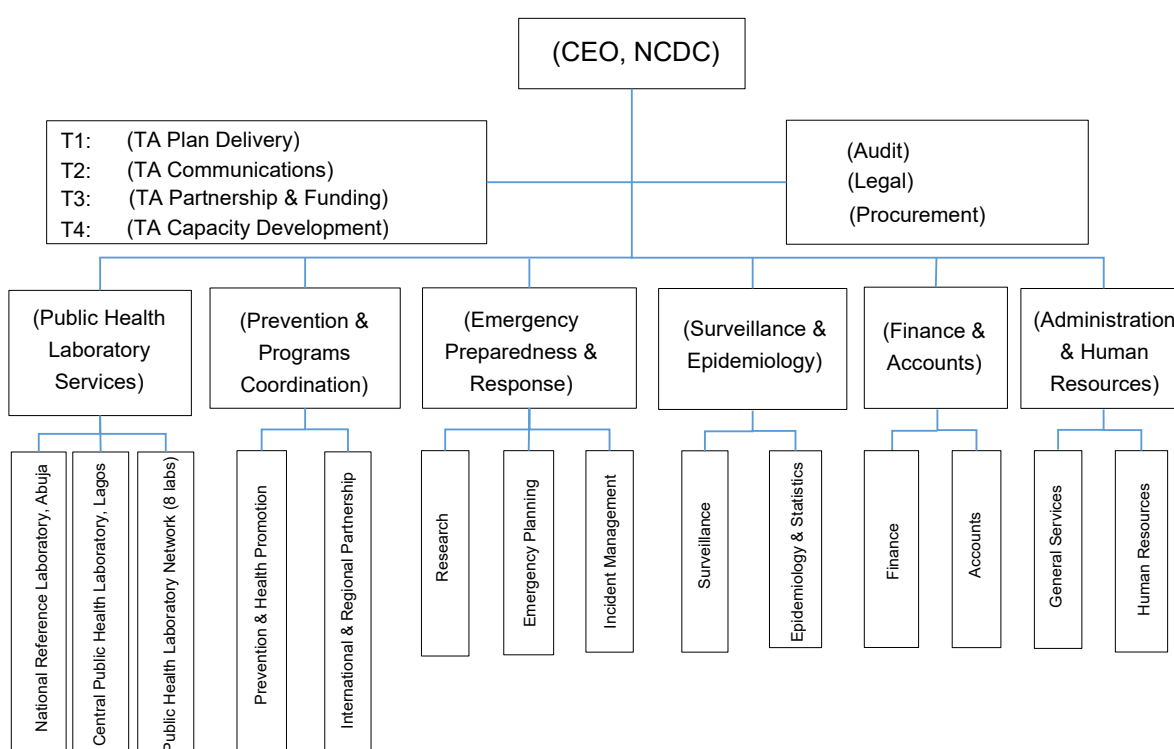 (CEO, NCDC)
T1: (TA Plan Delivery)
T2: (TA Communications)
T3: (TA Partnership & Funding)
T4: (TA Capacity Development)
(Audit)
(Legal)
(Procurement)
(Public Health
Laboratory
Services)
(Prevention &
Programs
Coordination)
(Emergency
Preparedness &
Response)
(Surveillance &
Epidemiology)
(Finance &
Accounts)
(Administration
& Human
Resources)
National Reference Laboratory, Abuja
Central Public Health Laboratory, Lagos
Public Health Laboratory Network (8 labs)
Prevention & Health Promotion
International & Regional Partnership
Research
Emergency Planning
Incident Management
Surveillance
Epidemiology & Statistics
Finance
Accounts
General Services
Human Resources